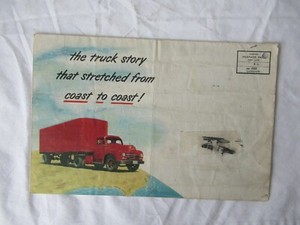 the truck story
that stretched from
coast to coast!